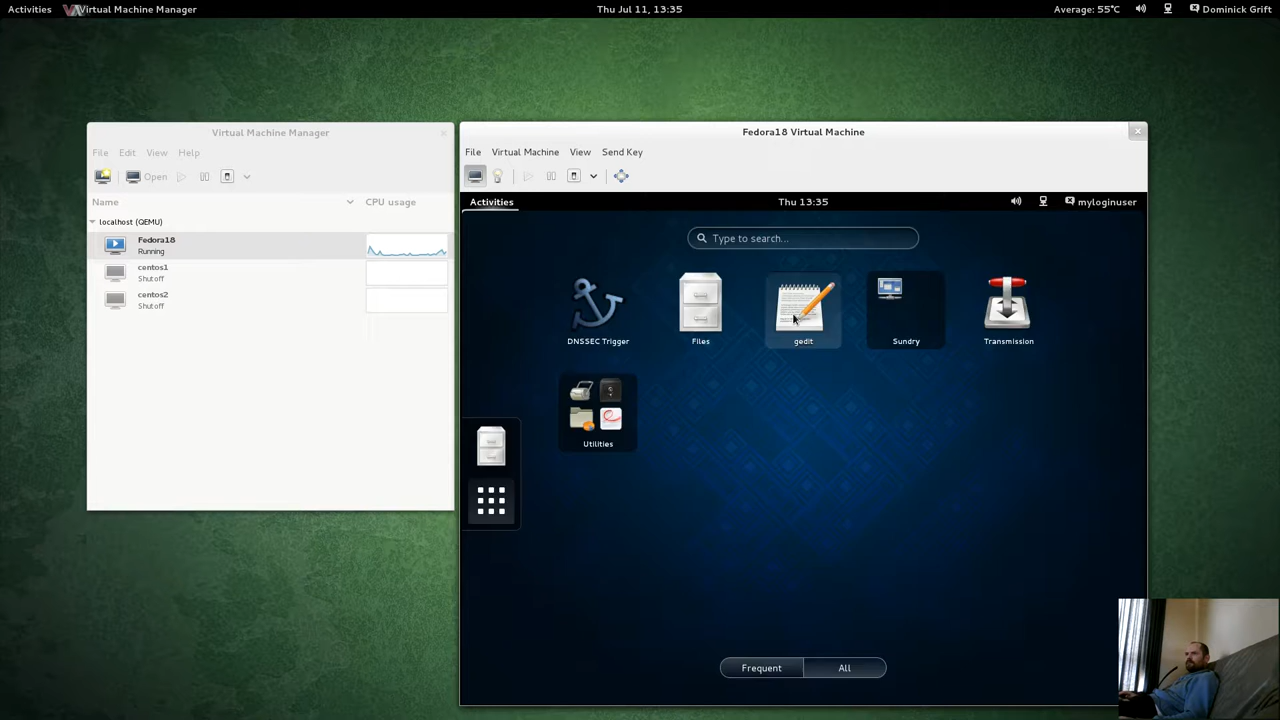 Activities Virtual Machine Manager Thu Jul 11, 13:35 Average: 55°C Dominick Grift
Virtual Machine Manager
File Edit View Help
Open
Name CPU usage
localhost (QEMU)
Fedora18
Running
centos1
Shutoff
centos2
Shutoff
Fedora18 Virtual Machine
File Virtual Machine View Send Key
Activities Thu 13:35 myloginuser
Type to search...
DNSSEC Trigger Files gedit Sundry Transmission
Utilities
Frequent All